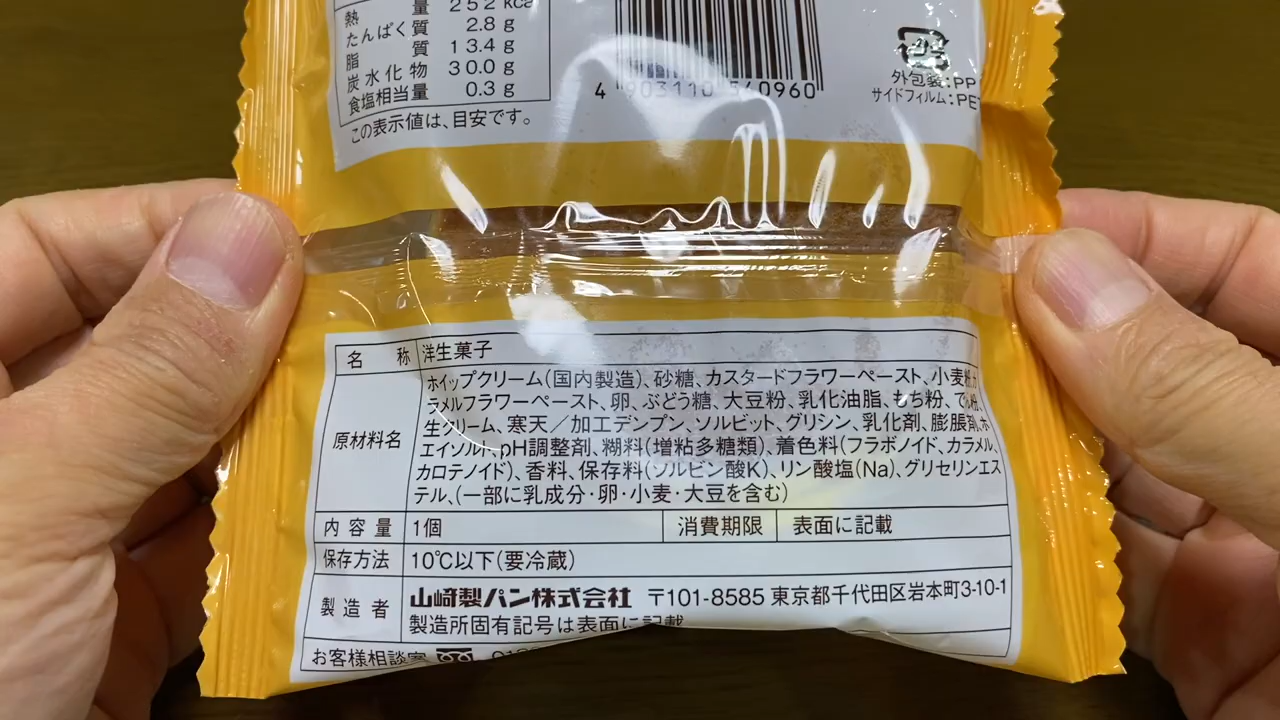 熱 量 252 kca
たんぱく質 2.8 g
脂 質 13.4 g
炭水化物 30.0 g
食塩相当量 0.3 g
この表示値は、目安です。
4 903110 540960
外包装:PP
サイドフィルム:PE
名 称 洋生菓子
原材料名
ホイップクリーム(国内製造)、砂糖、カスタードフラワーペースト、小麦粉、カ
ラメルフラワーペースト、卵、ぶどう糖、大豆粉、乳化油脂、もち粉、でん粉、
生クリーム、寒天/加工デンプン、ソルビット、グリシン、乳化剤、膨脹剤、ホ
エイソルト、pH調整剤、糊料(増粘多糖類)、着色料(フラボノイド、カラメル、
カロテノイド)、香料、保存料(ソルビン酸K)、リン酸塩(Na)、グリセリンエス
テル、(一部に乳成分・卵・小麦・大豆を含む)
内容量 1個 消費期限 表面に記載
保存方法 10℃以下(要冷蔵)
製造者 山崎製パン株式会社 〒101-8585 東京都千代田区岩本町3-10-1
製造所固有記号は表面に記載
お客様相談室